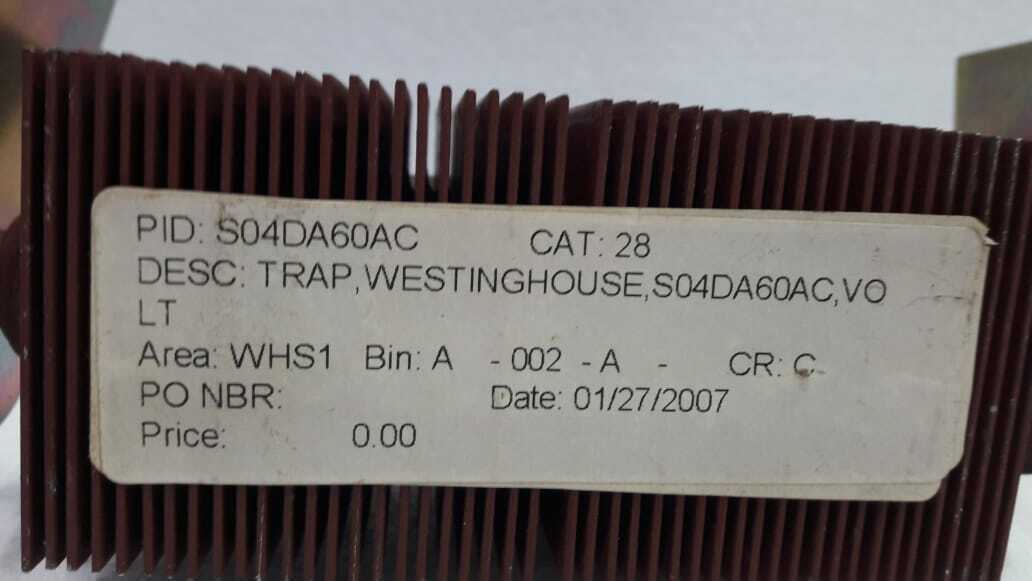 PID: S04DA60AC CAT: 28
DESC: TRAP,WESTINGHOUSE,S04DA60AC,VO
LT
Area: WHS1 Bin: A - 002 - A - CR: C
PO NBR: Date: 01/27/2007
Price: 0.00